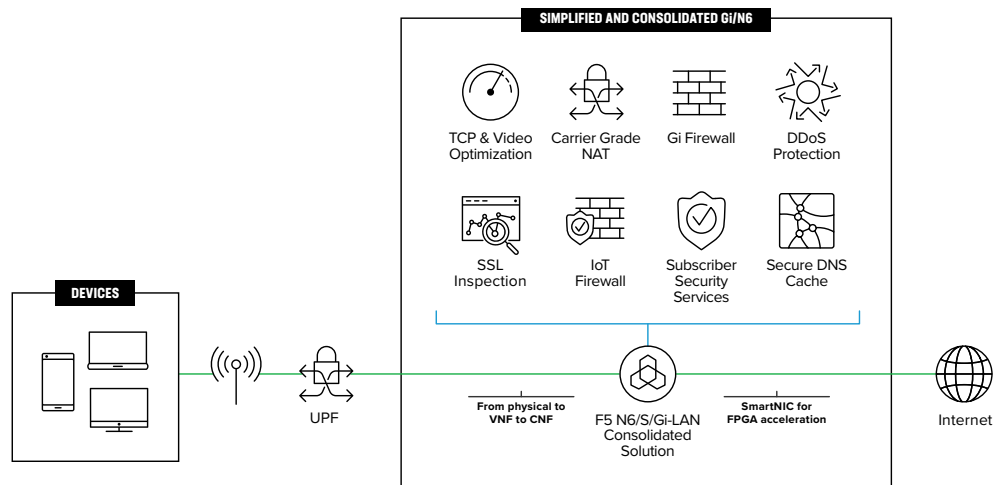 SIMPLIFIED AND CONSOLIDATED Gi/N6
TCP & Video
Optimization
Carrier Grade
NAT
Gi Firewall
DDoS
Protection
SSL
Inspection
IoT
Firewall
Subscriber
Security
Services
Secure DNS
Cache
DEVICES
UPF
From physical to
VNF to CNF
F5 N6/S/Gi-LAN
Consolidated
Solution
SmartNIC for
FPGA acceleration
Internet